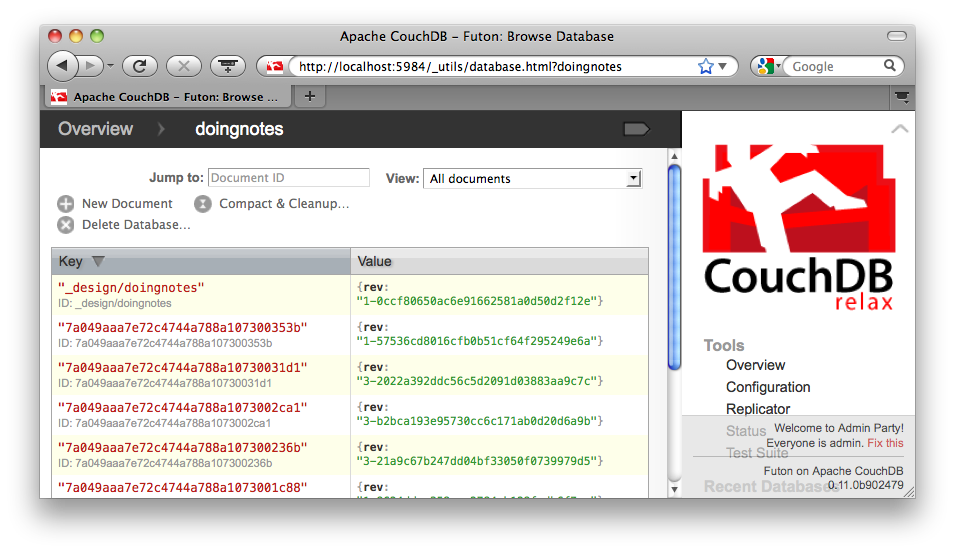 Apache CouchDB – Futon: Browse Database
http://localhost:5984/_utils/database.html?doingnotes
Google
Apache CouchDB – Futon: Browse ...
Overview
doingnotes
Jump to: Document ID
View: All documents
New Document
Compact & Cleanup…
Delete Database…
Key
Value
"_design/doingnotes"
ID: _design/doingnotes
{rev:
"1-0ccf80650ac6e91662581a0d50d2f12e"}
"7a049aaa7e72c4744a788a107300353b"
ID: 7a049aaa7e72c4744a788a107300353b
{rev:
"1-57536cd8016cfb0b51cf64f295249e6a"}
"7a049aaa7e72c4744a788a10730031d1"
ID: 7a049aaa7e72c4744a788a10730031d1
{rev:
"3-2022a392ddc56c5d2091d03883aa9c7c"}
"7a049aaa7e72c4744a788a1073002ca1"
ID: 7a049aaa7e72c4744a788a1073002ca1
{rev:
"3-b2bca193e95730cc6c171ab0d20d6a9b"}
"7a049aaa7e72c4744a788a107300236b"
ID: 7a049aaa7e72c4744a788a107300236b
{rev:
"3-21a9c67b247dd04bf33050f0739979d5"}
"7a049aaa7e72c4744a788a1073001c88"
{rev:
CouchDB
relax
Tools
Overview
Configuration
Replicator
Status
Test Suite
Recent Databases
Welcome to Admin Party!
Everyone is admin. Fix this
Futon on Apache CouchDB
0.11.0b902479